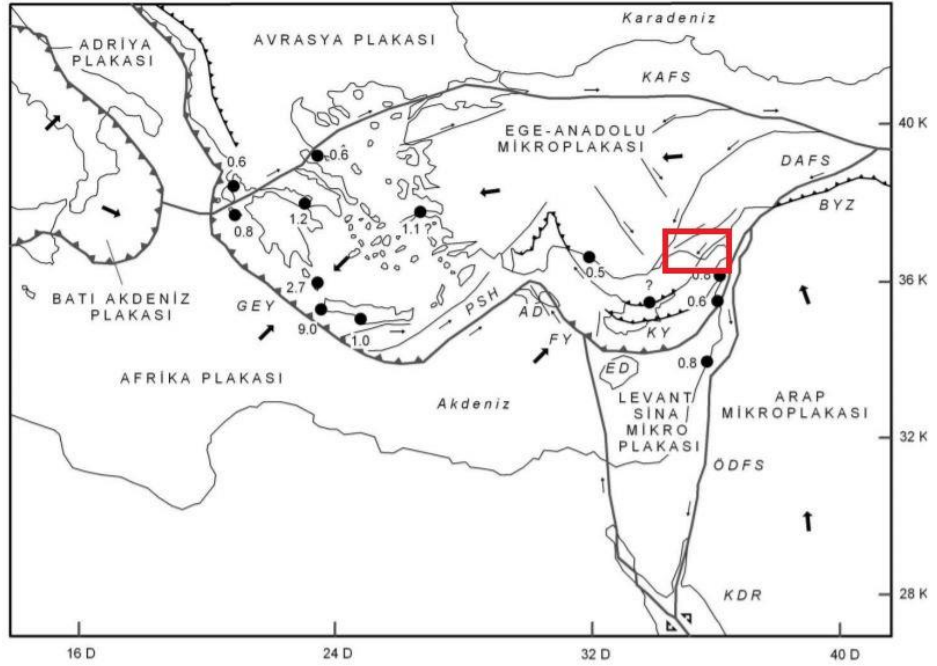 Karadeniz
ADRİYA
PLAKASI
AVRASYA PLAKASI
KAFS
40 K
EGE-ANADOLU
MİKROPLAKASI
0.6
0.6
DAFS
BYZ
1.2
0.8
1.1 ?
0.5
0.8
36 K
BATI AKDENİZ
PLAKASI
GEY
2.7
PSH
?
0.6
AD
9.0
1.0
FY
KY
AFRİKA PLAKASI
ED
0.8
Akdeniz
LEVANT
SİNA
MİKRO
PLAKASI
ARAP
MİKROPLAKASI
32 K
ÖDFS
KDR
28 K
16 D
24 D
32 D
40 D